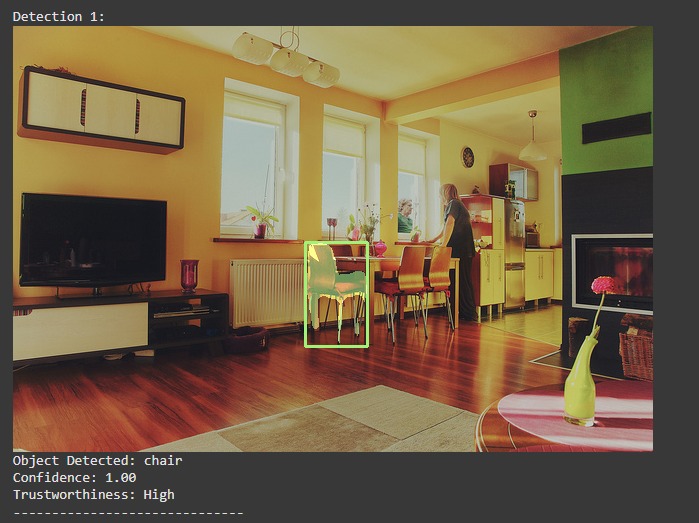 Detection 1:
Object Detected: chair
Confidence: 1.00
Trustworthiness: High
------------------------------